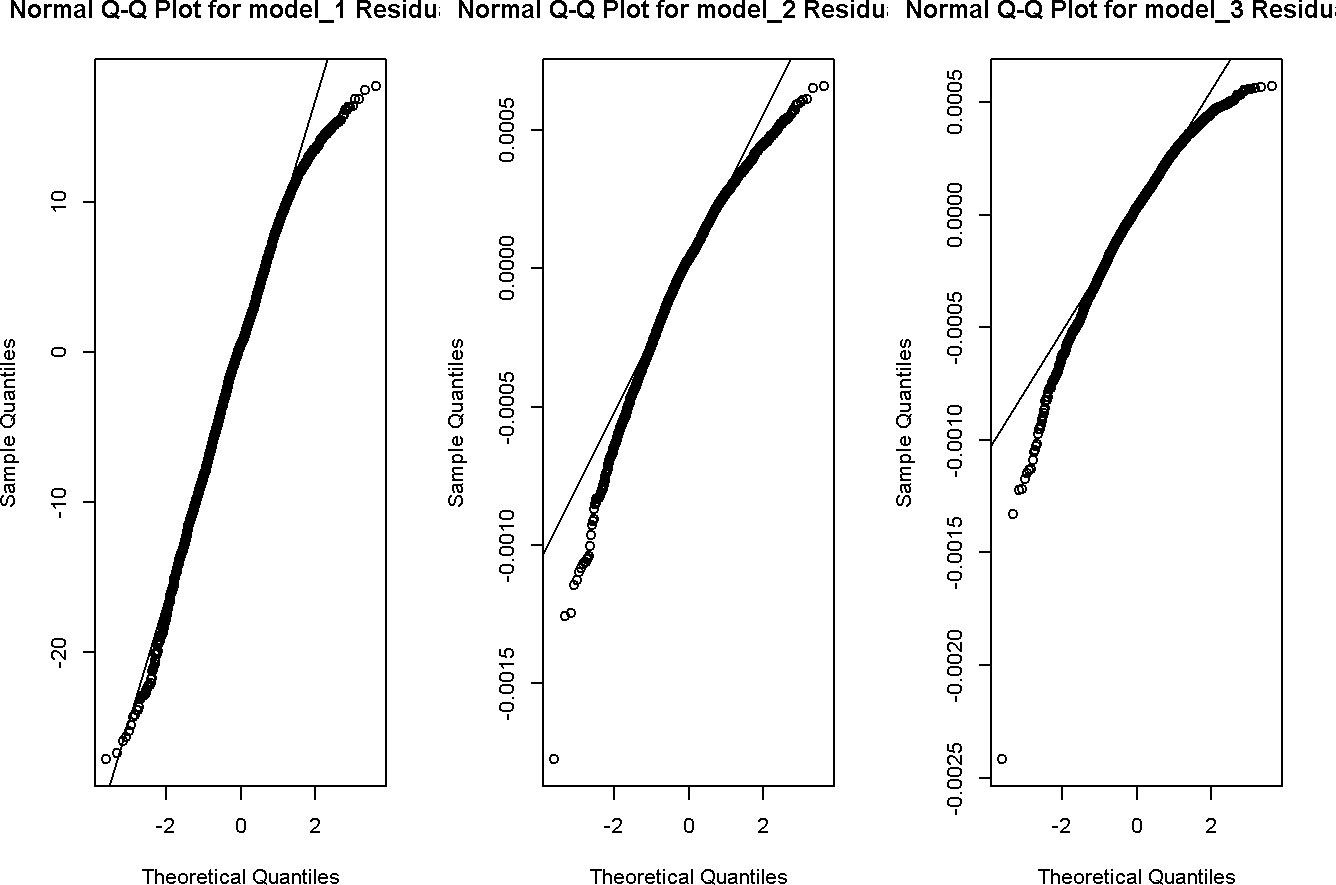 Normal Q-Q Plot for model_1 Residu
Normal Q-Q Plot for model_2 Residu
Normal Q-Q Plot for model_3 Residu
Sample Quantiles
10
0
-10
-20
-2 0 2
Theoretical Quantiles
Sample Quantiles
0.0005
0.0000
-0.0005
-0.0010
-0.0015
-2 0 2
Theoretical Quantiles
Sample Quantiles
0.0005
0.0000
-0.0005
-0.0010
-0.0015
-0.0020
-0.0025
-2 0 2
Theoretical Quantiles